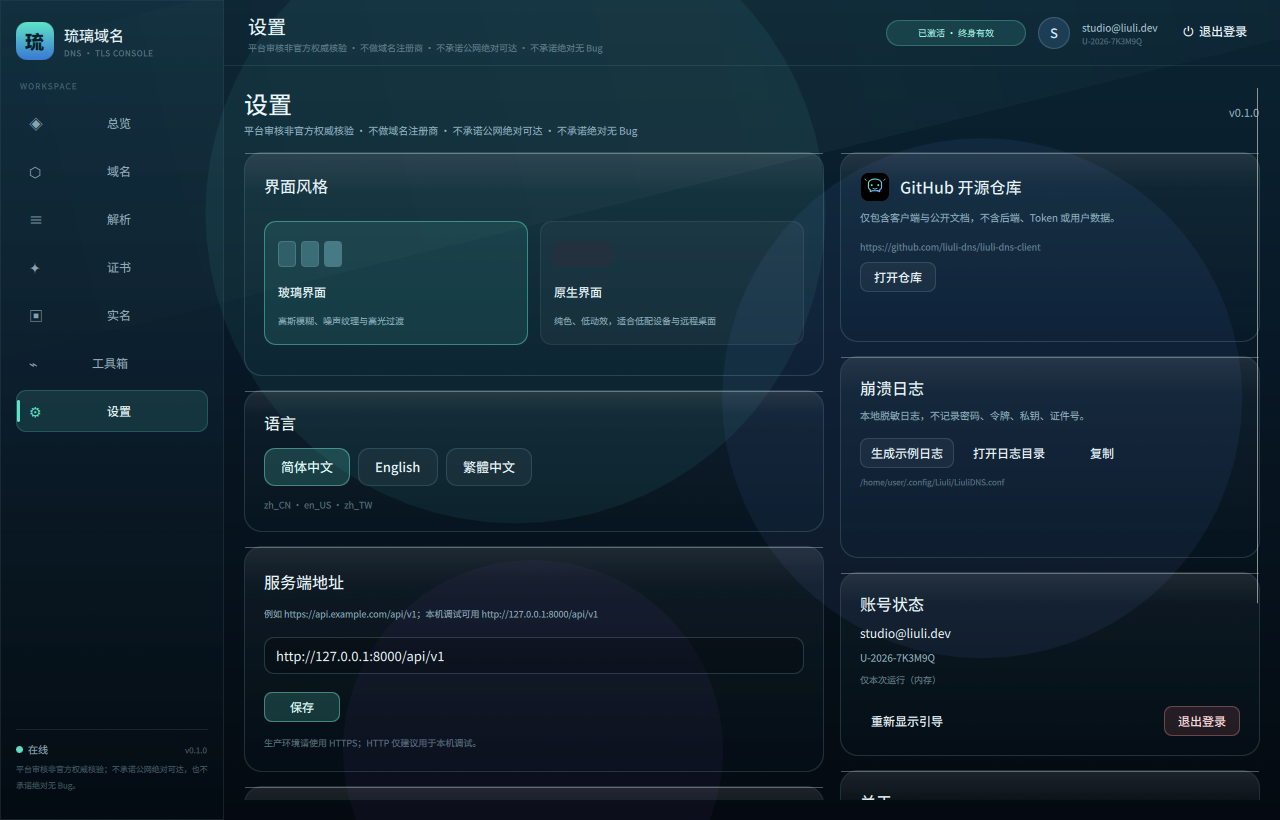 琉
琉璃域名
DNS · TLS CONSOLE
WORKSPACE
总览
域名
解析
证书
实名
工具箱
设置
在线
v0.1.0
平台审核非官方权威核验；不承诺公网绝对可达，也不
承诺绝对无 Bug。
设置
平台审核非官方权威核验 · 不做域名注册商 · 不承诺公网绝对可达 · 不承诺绝对无 Bug
已激活 · 终身有效
S
studio@liuli.dev
U-2026-7K3M9Q
退出登录
设置
平台审核非官方权威核验 · 不做域名注册商 · 不承诺公网绝对可达 · 不承诺绝对无 Bug
v0.1.0
界面风格
玻璃界面
高斯模糊、噪声纹理与高光过渡
原生界面
纯色、低动效，适合低配设备与远程桌面
语言
简体中文
English
繁體中文
zh_CN · en_US · zh_TW
服务端地址
例如 https://api.example.com/api/v1；本机调试可用 http://127.0.0.1:8000/api/v1
http://127.0.0.1:8000/api/v1
保存
生产环境请使用 HTTPS；HTTP 仅建议用于本机调试。
GitHub 开源仓库
仅包含客户端与公开文档，不含后端、Token 或用户数据。
https://github.com/liuli-dns/liuli-dns-client
打开仓库
崩溃日志
本地脱敏日志，不记录密码、令牌、私钥、证件号。
生成示例日志
打开日志目录
复制
/home/user/.config/Liuli/LiuliDNS.conf
账号状态
studio@liuli.dev
U-2026-7K3M9Q
仅本次运行（内存）
重新显示引导
退出登录